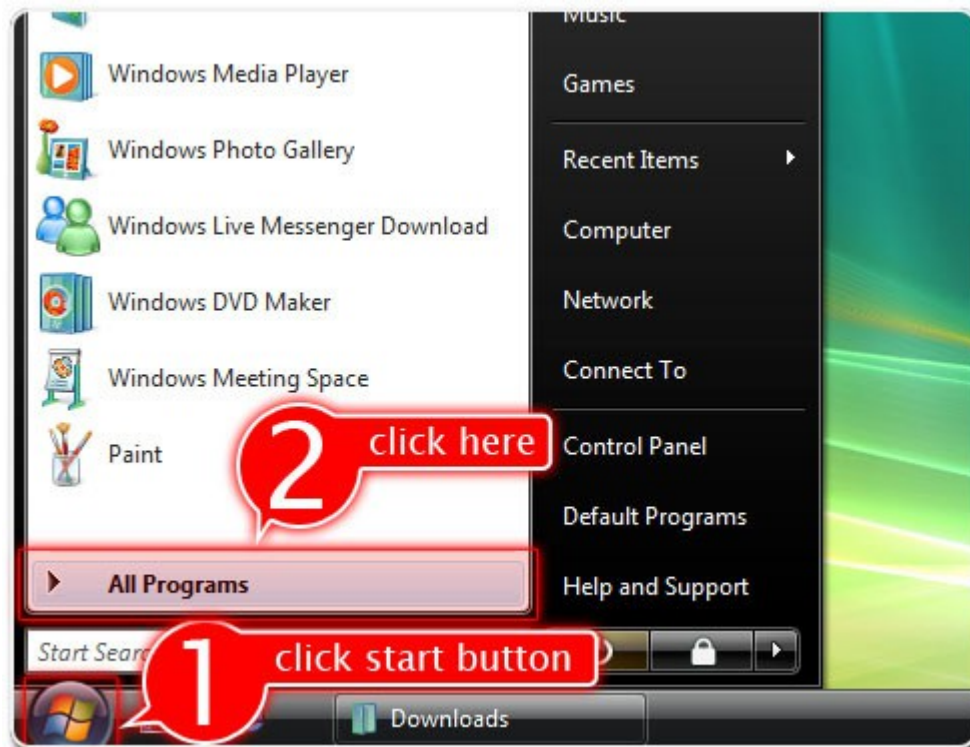 Windows Media Player
Windows Photo Gallery
Windows Live Messenger Download
Windows DVD Maker
Windows Meeting Space
Paint
2 click here
All Programs
Start
1 click start button
Music
Games
Recent Items
Computer
Network
Connect To
Control Panel
Default Programs
Help and Support
Downloads